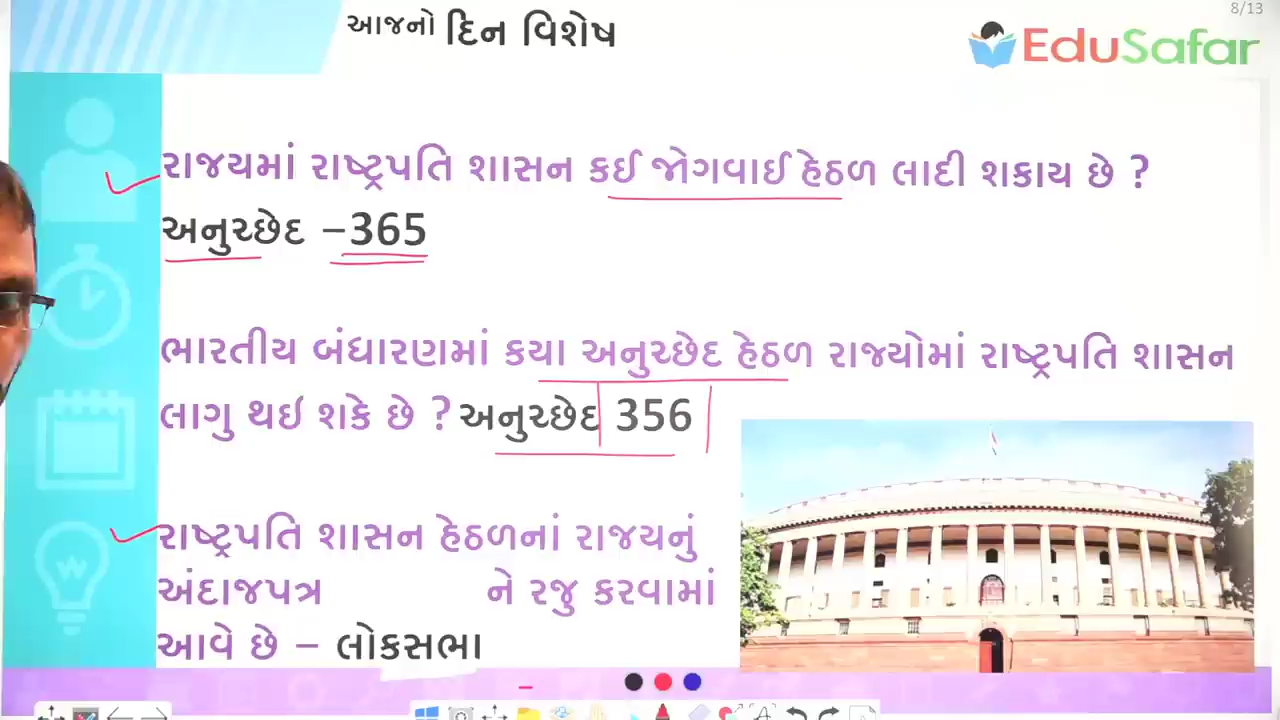 8/13
આજનો દિન વિશેષ
EduSafar
રાજયમાં રાષ્ટ્રપતિ શાસન કઈ જોગવાઈ હેઠળ લાદી શકાય છે ?
અનુચ્છેદ –365
ભારતીય બંધારણમાં કયા અનુચ્છેદ હેઠળ રાજ્યોમાં રાષ્ટ્રપતિ શાસન
લાગુ થઇ શકે છે ? અનુચ્છેદ 356
રાષ્ટ્રપતિ શાસન હેઠળનાં રાજયનું
અંદાજપત્ર ને રજુ કરવામાં
આવે છે – લોકસભા